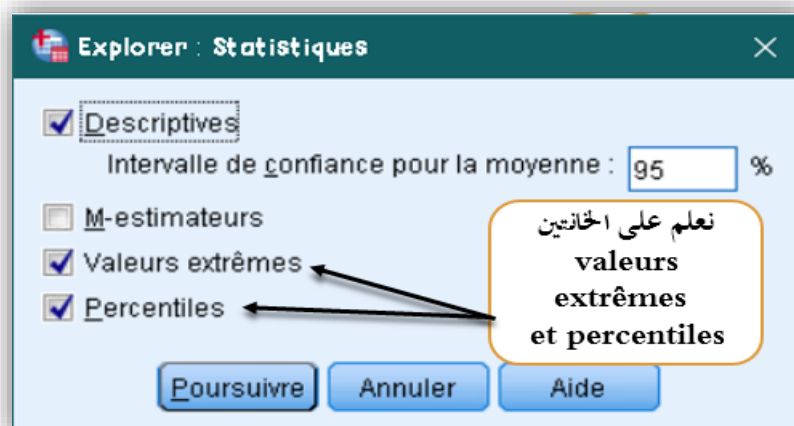 Explorer : Statistiques
Descriptives
Intervalle de confiance pour la moyenne : 95 %
M-estimateurs
Valeurs extrêmes
Percentiles
نعلم على الخانتين
valeurs
extrêmes
et percentiles
Poursuivre Annuler Aide